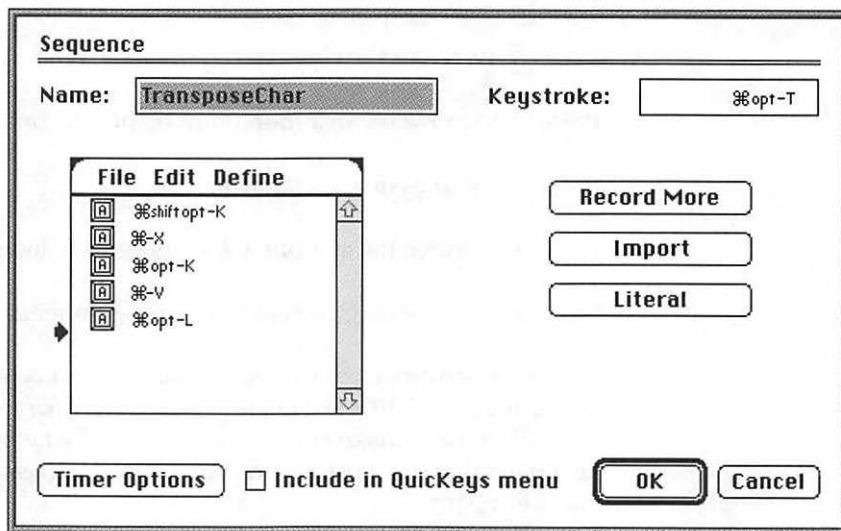 Sequence
Name: TransposeChar Keystroke: ⌘opt-T
File Edit Define
⌘shiftopt-K
⌘-X
⌘opt-K
⌘-V
⌘opt-L
Record More
Import
Literal
Timer Options Include in QuicKeys menu OK Cancel